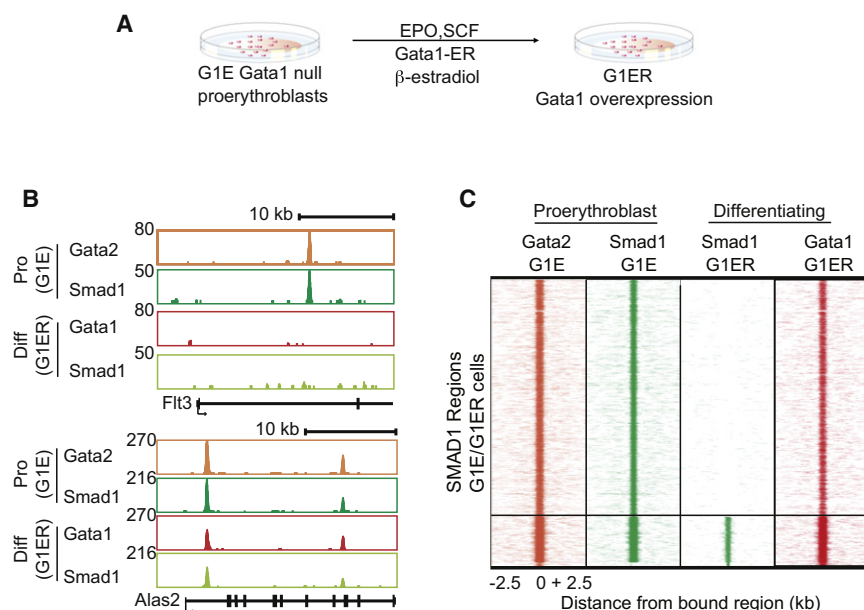 A
EPO,SCF
Gata1-ER
β-estradiol
G1E Gata1 null
proerythroblasts
G1ER
Gata1 overexpression
B
10 kb
Pro
(G1E)
Gata2
80
Smad1
50
Diff
(G1ER)
Gata1
80
Smad1
50
Flt3
10 kb
Pro
(G1E)
Gata2
270
Smad1
216
Diff
(G1ER)
Gata1
270
Smad1
216
Alas2
C
Proerythroblast
Differentiating
Gata2
G1E
Smad1
G1E
Smad1
G1ER
Gata1
G1ER
SMAD1 Regions
G1E/G1ER cells
-2.5 0 + 2.5
Distance from bound region (kb)